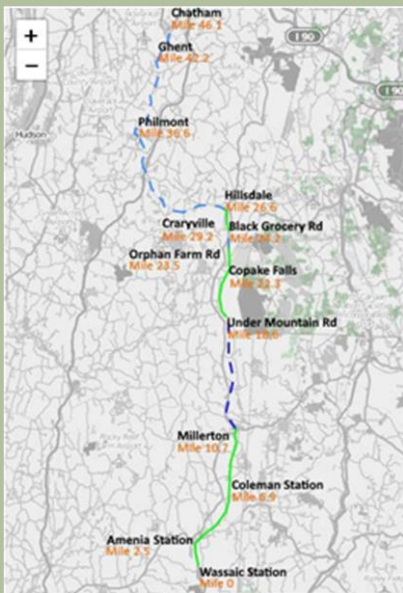 Chatham
Mile 46.1
+
Ghent
Mile 42.2
−
I 90
I 90
Philmont
Mile 36.6
Hudson
Hillsdale
Mile 26.6
Craryville
Mile 29.2
Black Grocery Rd
Mile 24.2
Orphan Farm Rd
Mile 23.5
Copake Falls
Mile 22.3
Under Mountain Rd
Mile 18.6
Millerton
Mile 10.7
Coleman Station
Mile 6.9
Amenia Station
Mile 2.5
Wassaic Station
Mile 0